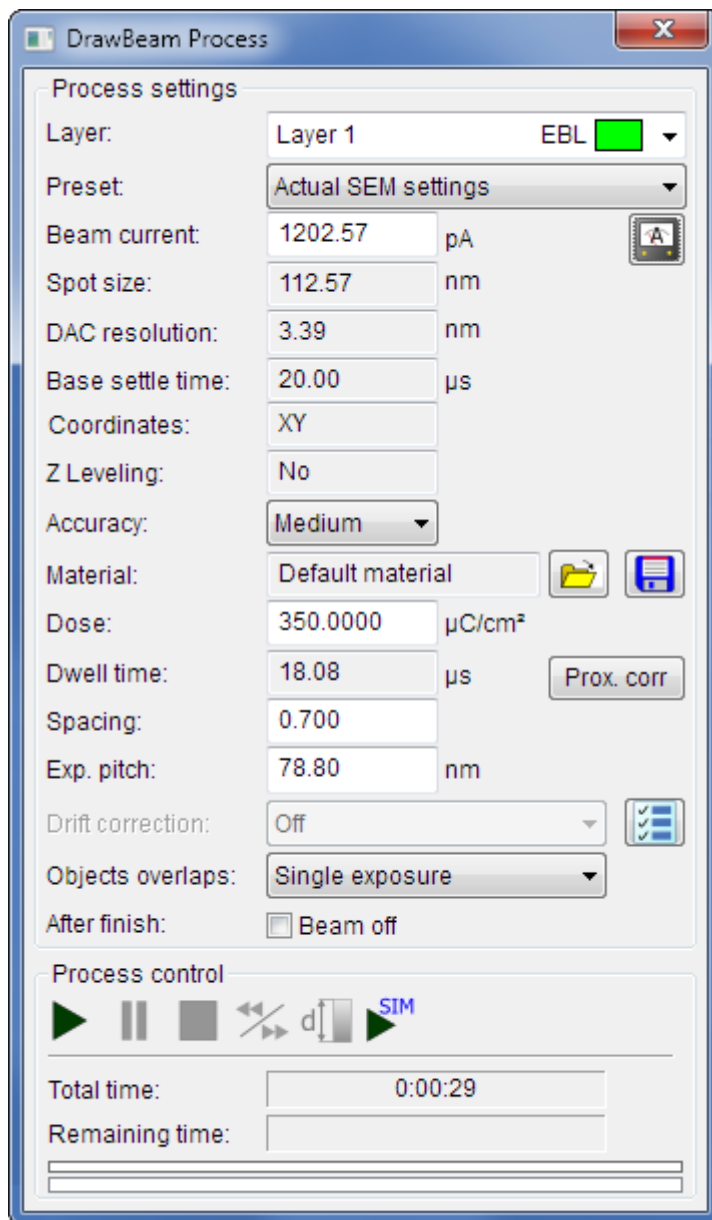 DrawBeam Process
Process settings
Layer: Layer 1 EBL
Preset: Actual SEM settings
Beam current: 1202.57 pA A
Spot size: 112.57 nm
DAC resolution: 3.39 nm
Base settle time: 20.00 µs
Coordinates: XY
Z Leveling: No
Accuracy: Medium
Material: Default material
Dose: 350.0000 µC/cm²
Dwell time: 18.08 µs Prox. corr
Spacing: 0.700
Exp. pitch: 78.80 nm
Drift correction: Off
Objects overlaps: Single exposure
After finish: Beam off
Process control
d SIM
Total time: 0:00:29
Remaining time: